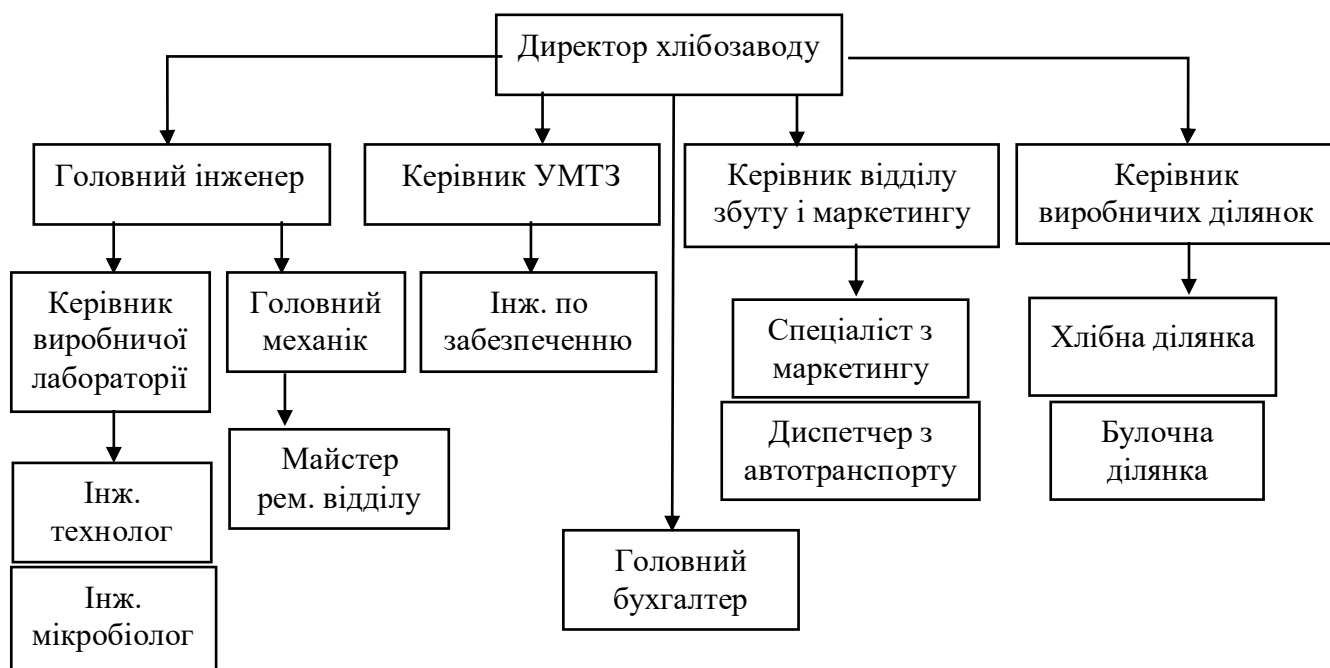 Директор хлібозаводу
Головний інженер
Керівник УМТЗ
Керівник відділу
збуту і маркетингу
Керівник
виробничих ділянок
Керівник
виробничої
лабораторії
Головний
механік
Інж. по
забезпеченню
Спеціаліст з
маркетингу
Хлібна ділянка
Диспетчер з
автотранспорту
Булочна
ділянка
Майстер
рем. відділу
Інж.
технолог
Головний
бухгалтер
Інж.
мікробіолог